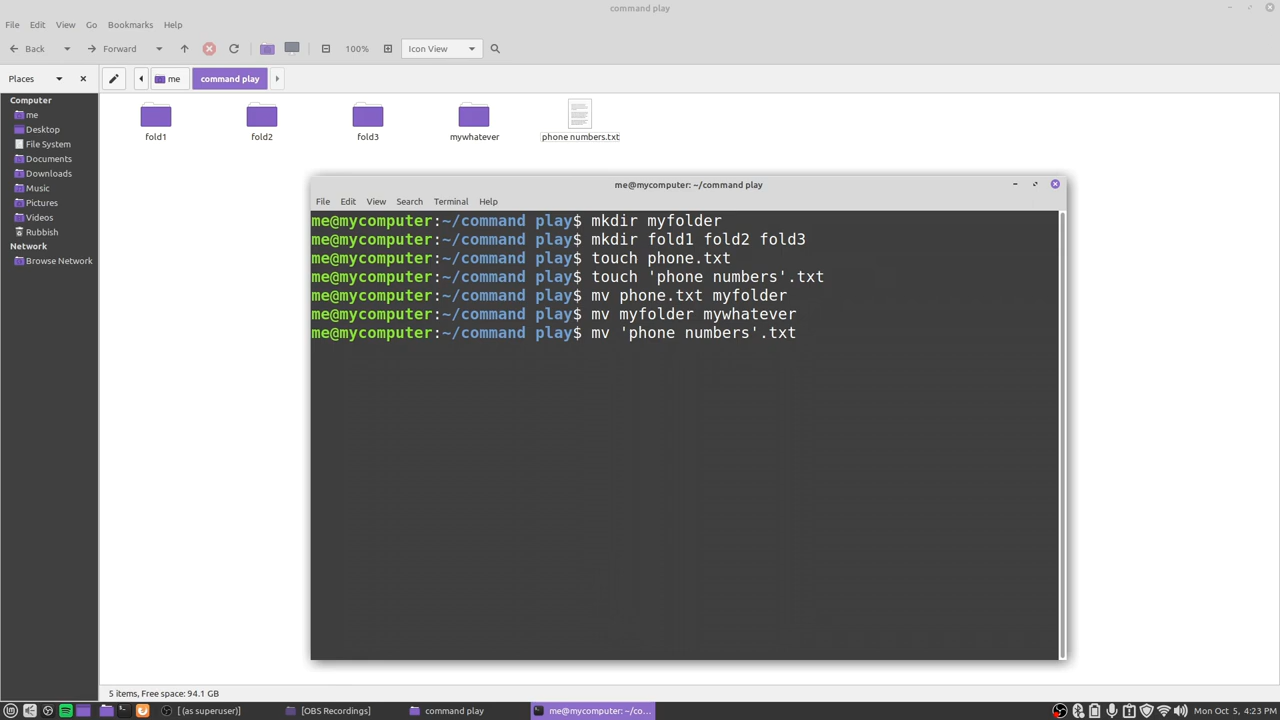 command play
File Edit View Go Bookmarks Help
Back Forward 100% Icon View
Places me command play
Computer
me
Desktop
File System
Documents
Downloads
Music
Pictures
Videos
Rubbish
Network
Browse Network
fold1 fold2 fold3 mywhatever phone numbers.txt
me@mycomputer: ~/command play
File Edit View Search Terminal Help
me@mycomputer:~/command play$ mkdir myfolder
me@mycomputer:~/command play$ mkdir fold1 fold2 fold3
me@mycomputer:~/command play$ touch phone.txt
me@mycomputer:~/command play$ touch 'phone numbers'.txt
me@mycomputer:~/command play$ mv phone.txt myfolder
me@mycomputer:~/command play$ mv myfolder mywhatever
me@mycomputer:~/command play$ mv 'phone numbers'.txt
5 items, Free space: 94.1 GB
[ (as superuser)] [OBS Recordings] command play me@mycomputer: ~/co... Mon Oct 5, 4:23 PM